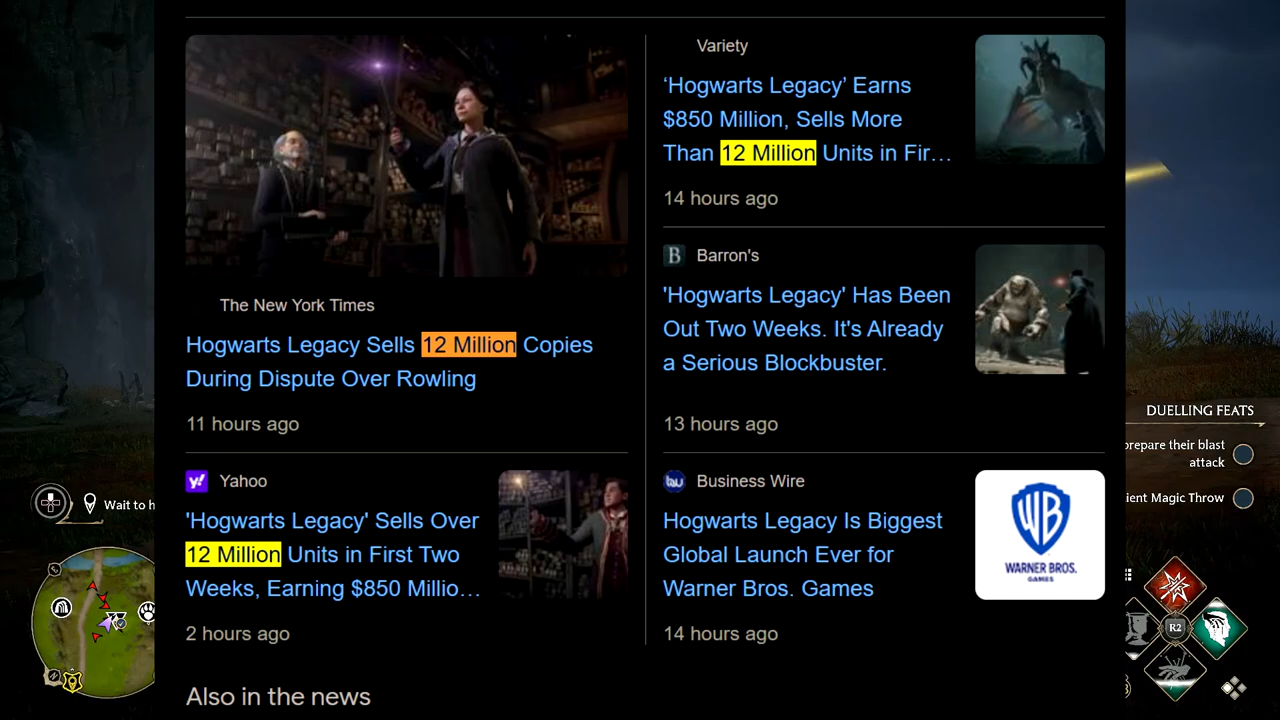 The New York Times
Hogwarts Legacy Sells 12 Million Copies
During Dispute Over Rowling
11 hours ago
y! Yahoo
'Hogwarts Legacy' Sells Over
12 Million Units in First Two
Weeks, Earning $850 Millio…
2 hours ago
Variety
‘Hogwarts Legacy’ Earns
$850 Million, Sells More
Than 12 Million Units in Fir…
14 hours ago
B Barron's
'Hogwarts Legacy' Has Been
Out Two Weeks. It's Already
a Serious Blockbuster.
13 hours ago
bw Business Wire
Hogwarts Legacy Is Biggest
Global Launch Ever for
Warner Bros. Games
14 hours ago
WB
WARNER BROS.
GAMES
Also in the news
Wait to h
N
DUELLING FEATS
prepare their blast
attack
ient Magic Throw
R2